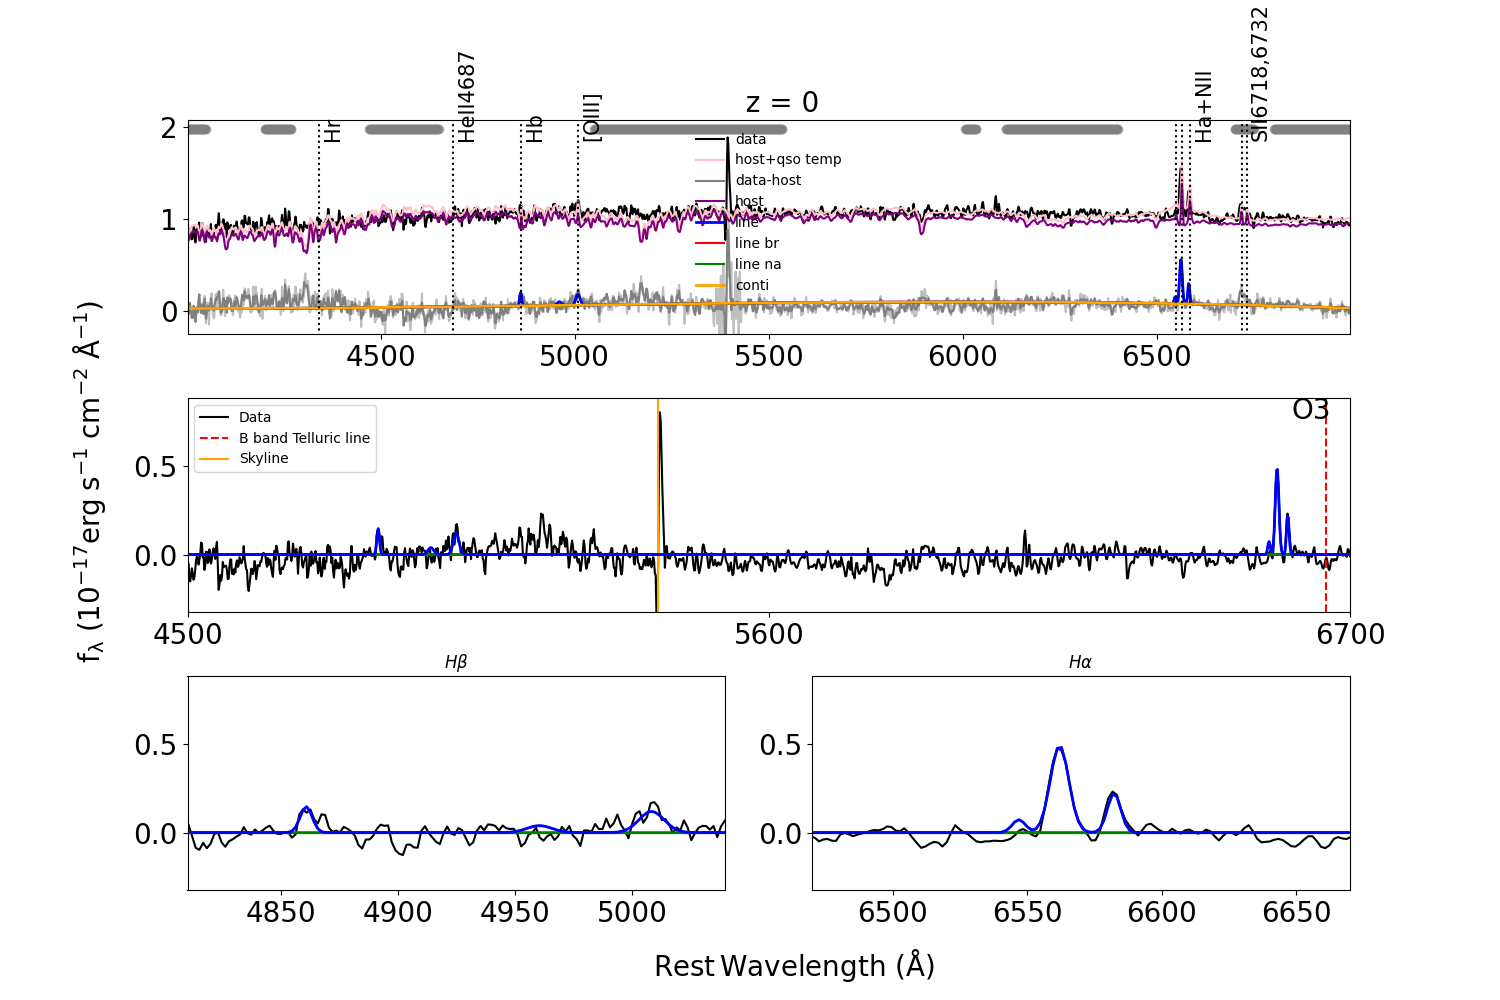 z = 0
Hr
HeII4687
Hb
[OIII]
Ha+NII
SII6718,6732
data
host+qso temp
data-host
host
line
line br
line na
conti
2
1
0
4500 5000 5500 6000 6500
Data
B band Telluric line
Skyline
O3
0.5
0.0
4500 5600 6700
fλ (10⁻¹⁷erg s⁻¹ cm⁻² Å⁻¹)
Hβ
0.5
0.0
4850 4900 4950 5000
Hα
0.5
0.0
6500 6550 6600 6650
Rest Wavelength (Å)